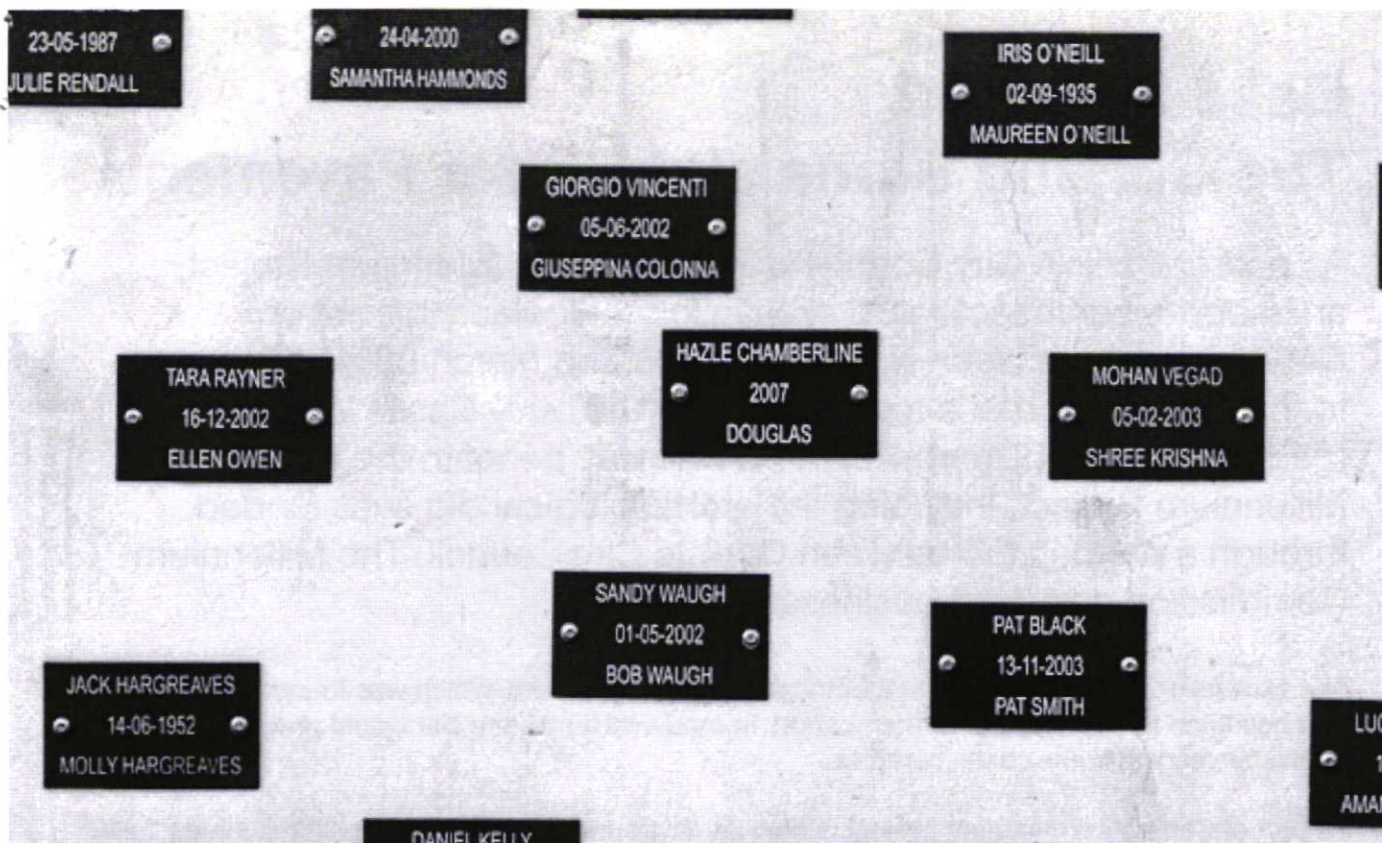 23-05-1987
JULIE RENDALL
24-04-2000
SAMANTHA HAMMONDS
IRIS O`NEILL
02-09-1935
MAUREEN O`NEILL
GIORGIO VINCENTI
05-06-2002
GIUSEPPINA COLONNA
TARA RAYNER
16-12-2002
ELLEN OWEN
HAZLE CHAMBERLINE
2007
DOUGLAS
MOHAN VEGAD
05-02-2003
SHREE KRISHNA
SANDY WAUGH
01-05-2002
BOB WAUGH
PAT BLACK
13-11-2003
PAT SMITH
JACK HARGREAVES
14-06-1952
MOLLY HARGREAVES
DANIEL KELLY